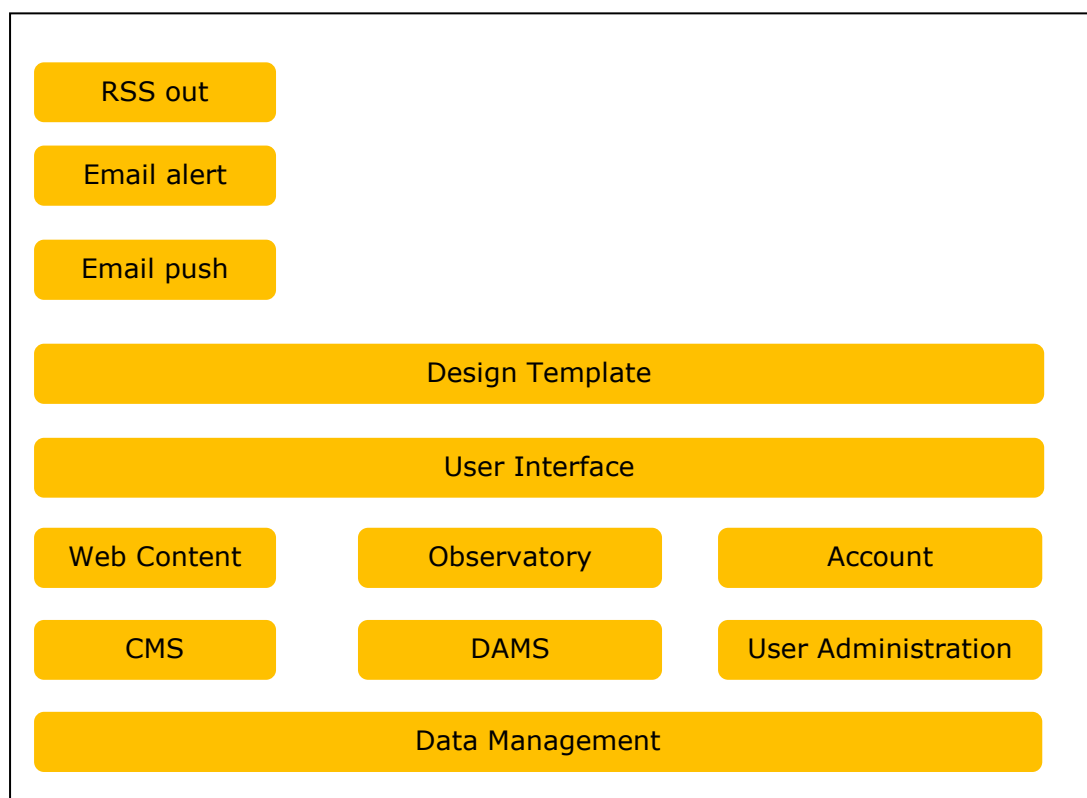 RSS out
Email alert
Email push
Design Template
User Interface
Web Content
Observatory
Account
CMS
DAMS
User Administration
Data Management